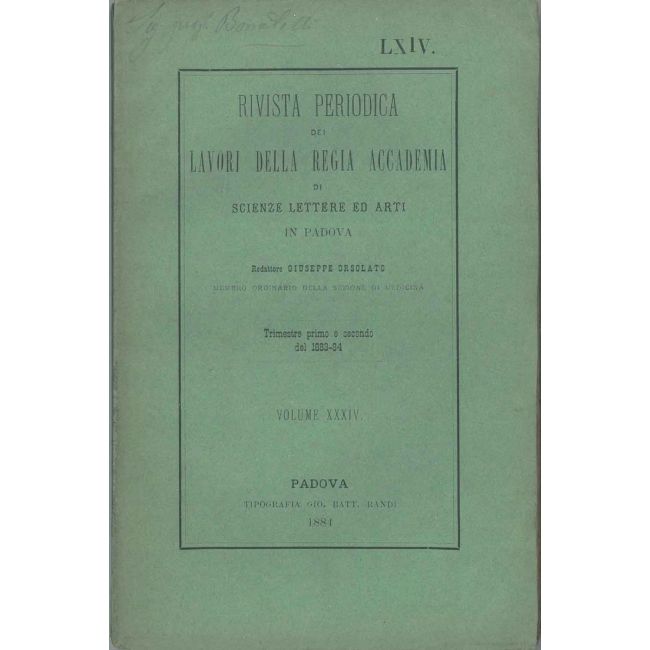 Sig. prof.
LXIV.
RIVISTA PERIODICA
DEI
LAVORI DELLA REGIA ACCADEMIA
DI
SCIENZE LETTERE ED ARTI
IN PADOVA
Redattore GIUSEPPE ORSOLATO
MEMBRO ORDINARIO DELLA SEZIONE DI MEDICINA
Trimestre primo e secondo
del 1883-84
VOLUME XXXIV.
PADOVA
TIPOGRAFIA GIO. BATT. RANDI
1884